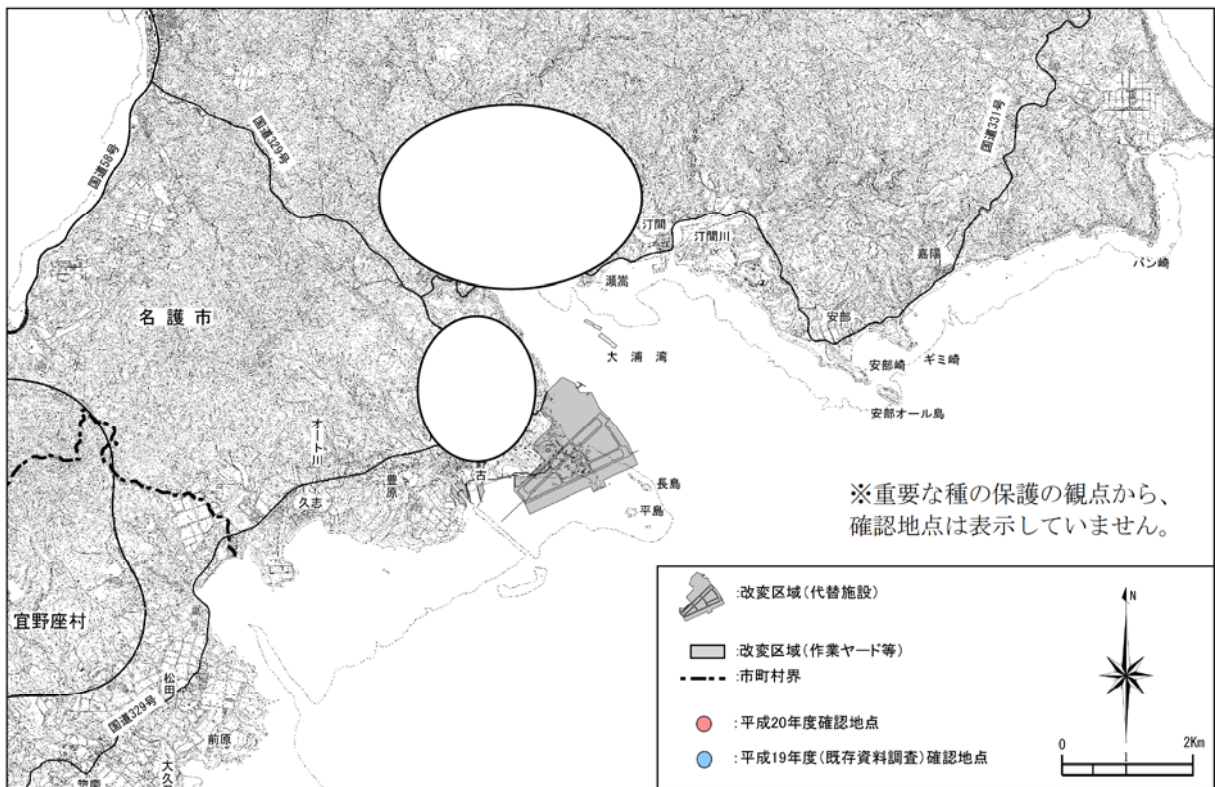 国道58号
国道329号
国道331号
汀間
汀間川
瀬嵩
嘉陽
バン崎
名護市
大浦湾
安部
安部崎
ギミ崎
安部オール島
オート川
豊原
久志
古
長島
平島
※重要な種の保護の観点から、
確認地点は表示していません。
宜野座村
松田
国道329号
前原
大久
惣慶
:改変区域(代替施設)
:改変区域(作業ヤード等)
:市町村界
:平成20年度確認地点
:平成19年度(既存資料調査)確認地点
N
0 1 2Km